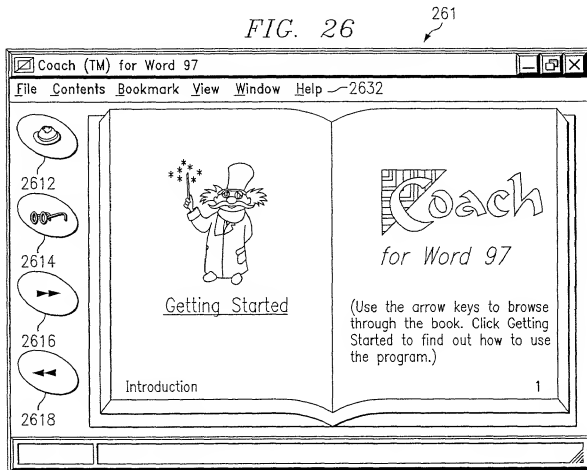 FIG. 26
261
Coach (TM) for Word 97
File Contents Bookmark View Window Help 2632
2612
2614
2616
2618
Getting Started
Introduction
Coach
for Word 97
(Use the arrow keys to browse
through the book. Click Getting
Started to find out how to use
the program.)
1